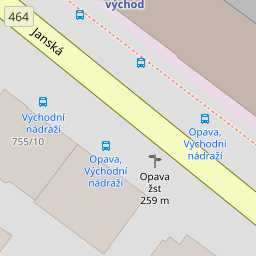 východ
464
Janská
Východní
nádraží
755/10
Opava,
Východní
nádraží
Opava,
Východní
nádraží
Opava
žst
259 m